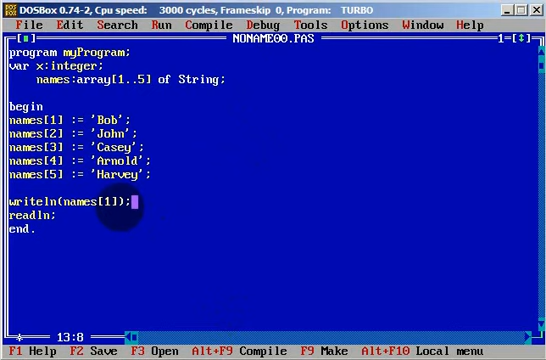 DOSBox 0.74-2, Cpu speed: 3000 cycles, Frameskip 0, Program: TURBO
File Edit Search Run Compile Debug Tools Options Window Help
NONAME00.PAS 1=[↕]
program myProgram;
var x:integer;
names:array[1..5] of String;
begin
names[1] := 'Bob';
names[2] := 'John';
names[3] := 'Casey';
names[4] := 'Arnold';
names[5] := 'Harvey';
writeln(names[1]);
readln;
end.
13:8
F1 Help F2 Save F3 Open Alt+F9 Compile F9 Make Alt+F10 Local menu